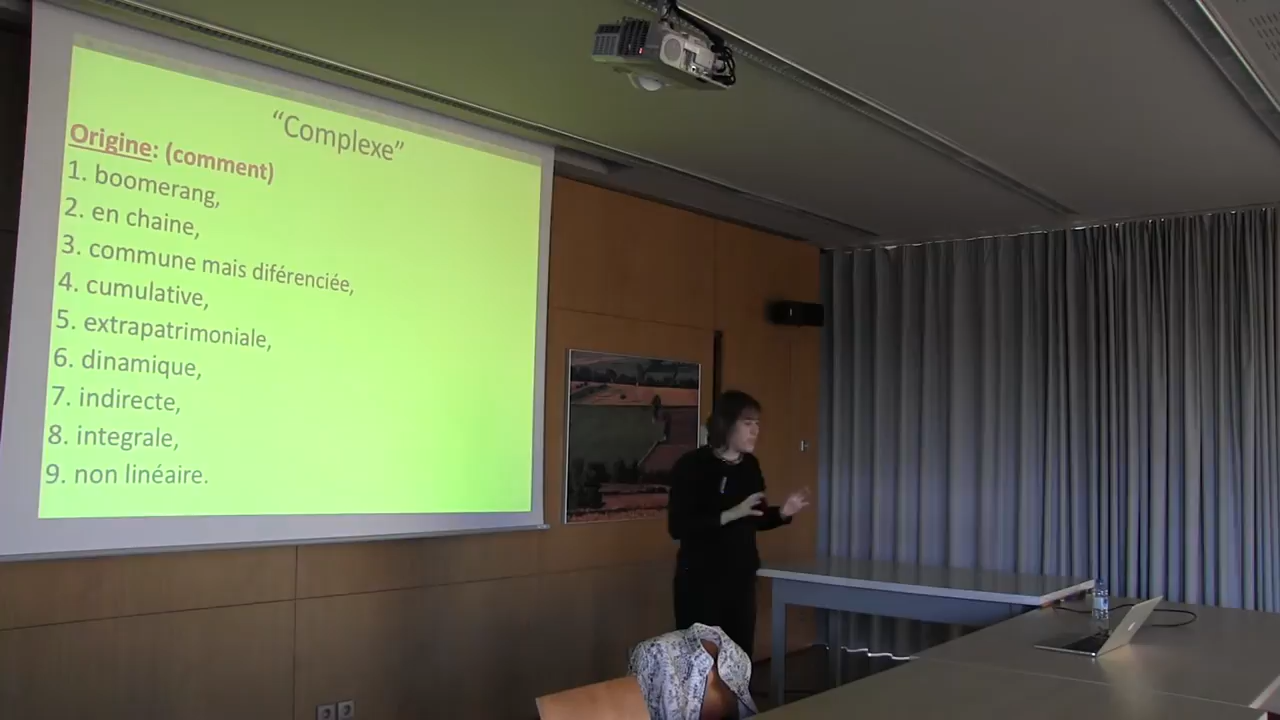 “Complexe”
Origine: (comment)
1. boomerang,
2. en chaine,
3. commune mais diférenciée,
4. cumulative,
5. extrapatrimoniale,
6. dinamique,
7. indirecte,
8. integrale,
9. non linéaire.